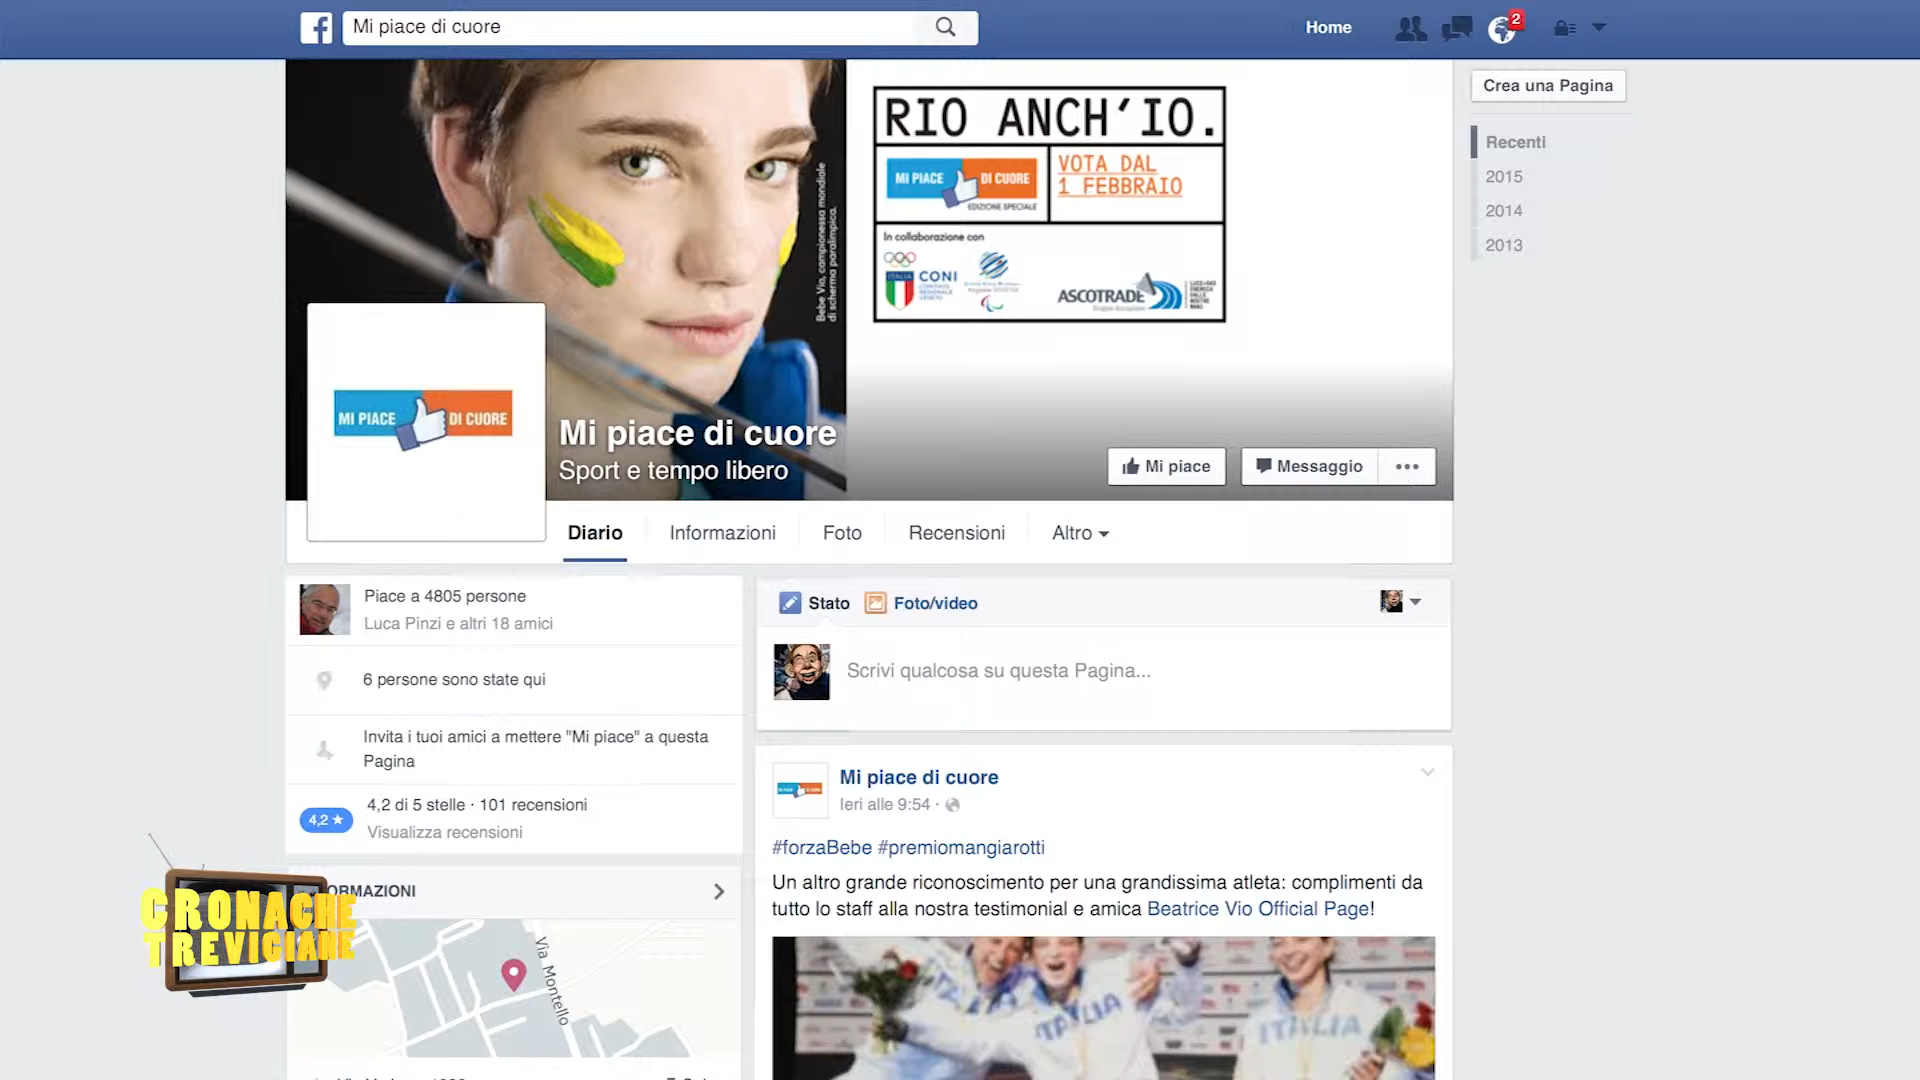 Mi piace di cuore
Home
2
Crea una Pagina
Recenti
2015
2014
2013
RIO ANCH'IO.
MI PIACE DI CUORE
EDIZIONE SPECIALE
VOTA DAL
1 FEBBRAIO
In collaborazione con
ITALIA
CONI
ASCOTRADE
Bebe Vio, campionessa mondiale
di scherma paralimpica.
MI PIACE DI CUORE
Mi piace di cuore
Sport e tempo libero
Mi piace
Messaggio
Diario
Informazioni
Foto
Recensioni
Altro
Piace a 4805 persone
Luca Pinzi e altri 18 amici
6 persone sono state qui
Invita i tuoi amici a mettere "Mi piace" a questa
Pagina
4,2 ★
4,2 di 5 stelle · 101 recensioni
Visualizza recensioni
ORMAZIONI
Via Montello
CRONACHE
TREVIGIANE
Stato
Foto/video
Scrivi qualcosa su questa Pagina...
Mi piace di cuore
Ieri alle 9:54 ·
#forzaBebe #premiomangiarotti
Un altro grande riconoscimento per una grandissima atleta: complimenti da
tutto lo staff alla nostra testimonial e amica Beatrice Vio Official Page!
ITALIA
ITALIA